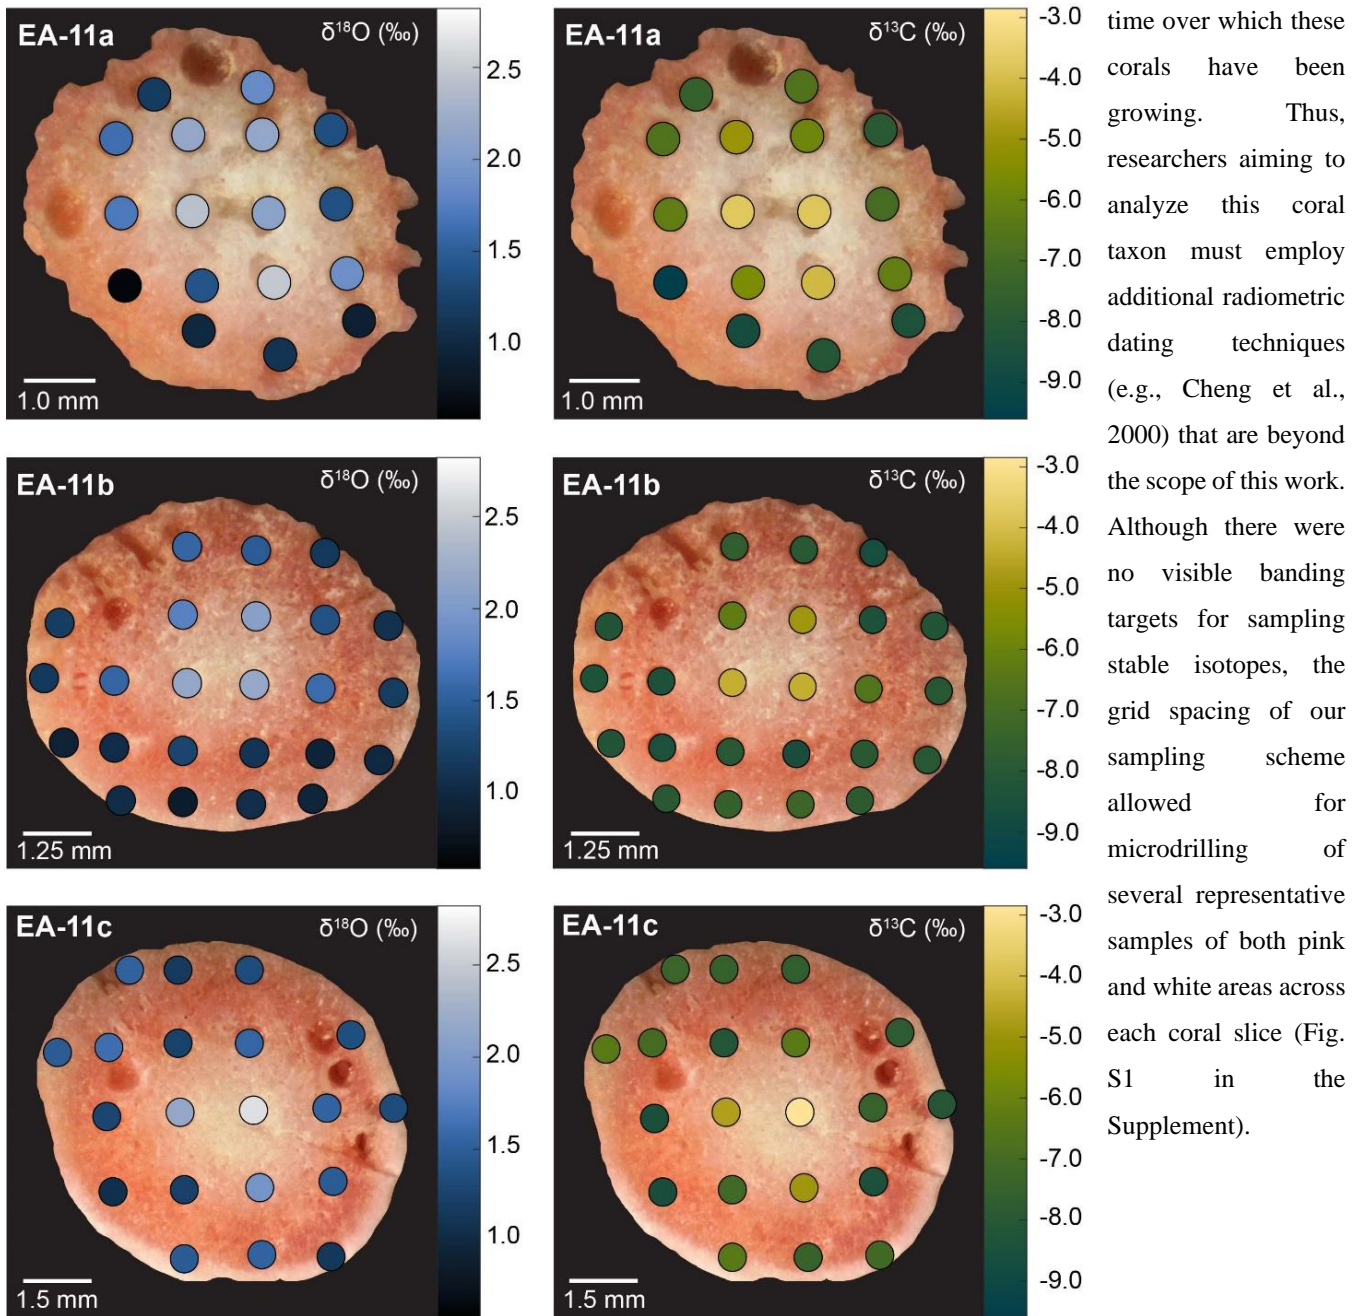 EA-11a
δ¹⁸O (‰)
2.5
2.0
1.5
1.0
1.0 mm
EA-11a
δ¹³C (‰)
-3.0
-4.0
-5.0
-6.0
-7.0
-8.0
-9.0
1.0 mm
EA-11b
δ¹⁸O (‰)
2.5
2.0
1.5
1.0
1.25 mm
EA-11b
δ¹³C (‰)
-3.0
-4.0
-5.0
-6.0
-7.0
-8.0
-9.0
1.25 mm
EA-11c
δ¹⁸O (‰)
2.5
2.0
1.5
1.0
1.5 mm
EA-11c
δ¹³C (‰)
-3.0
-4.0
-5.0
-6.0
-7.0
-8.0
-9.0
1.5 mm
time over which these
corals have been
growing. Thus,
researchers aiming to
analyze this coral
taxon must employ
additional radiometric
dating techniques
(e.g., Cheng et al.,
2000) that are beyond
the scope of this work.
Although there were
no visible banding
targets for sampling
stable isotopes, the
grid spacing of our
sampling scheme
allowed for
microdrilling of
several representative
samples of both pink
and white areas across
each coral slice (Fig.
S1 in the
Supplement).